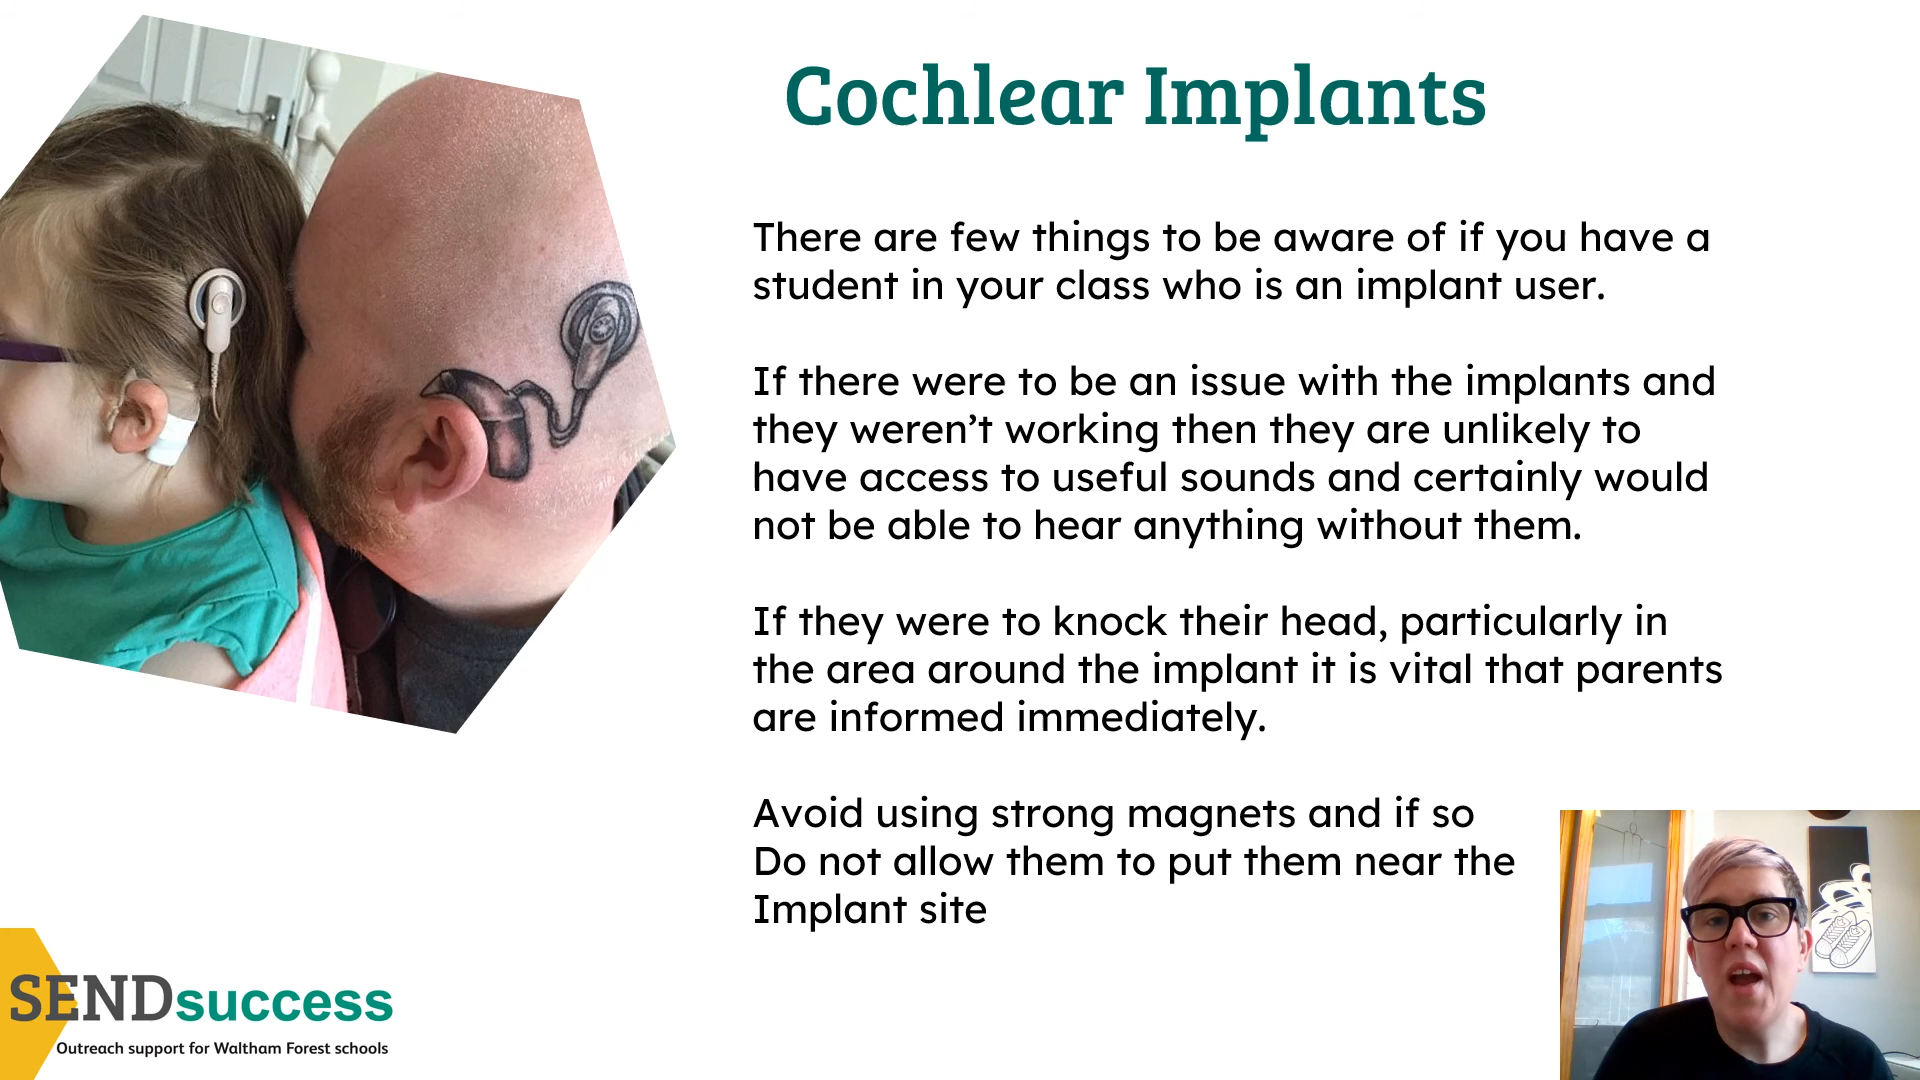 Cochlear Implants
There are few things to be aware of if you have a
student in your class who is an implant user.
If there were to be an issue with the implants and
they weren’t working then they are unlikely to
have access to useful sounds and certainly would
not be able to hear anything without them.
If they were to knock their head, particularly in
the area around the implant it is vital that parents
are informed immediately.
Avoid using strong magnets and if so
Do not allow them to put them near the
Implant site
SENDsuccess
Outreach support for Waltham Forest schools